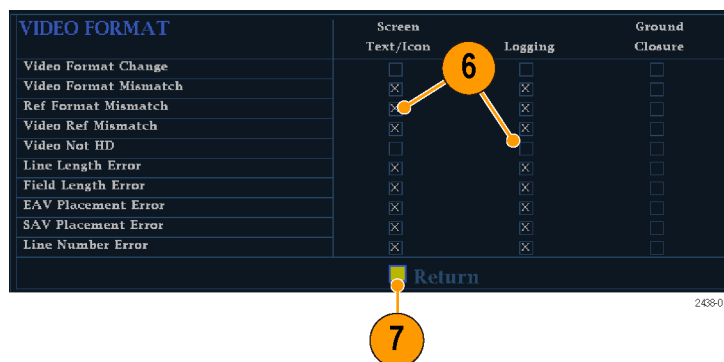 VIDEO FORMAT
Screen Text/Icon
Logging
Ground Closure
6
Video Format Change
Video Format Mismatch
Ref Format Mismatch
Video Ref Mismatch
Video Not HD
Line Length Error
Field Length Error
EAV Placement Error
SAV Placement Error
Line Number Error
Return
2438-0
7